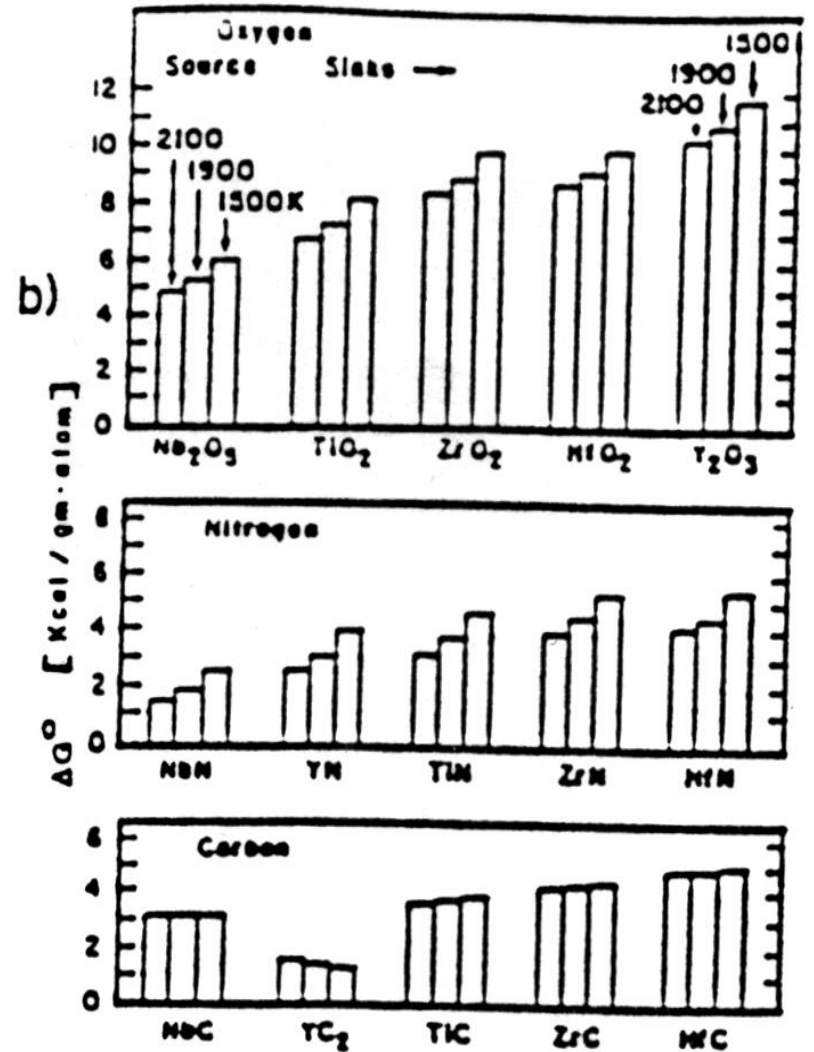 Oxygen
Source Sinks →
1500
1900
2100
12
10
8
6
4
2
0
2100
1900
1500K
b)
Nb₂O₅ TiO₂ ZrO₂ HfO₂ Y₂O₃
ΔG° [Kcal/gm·atom]
Nitrogen
8
6
4
2
0
NbN YN TiN ZrN HfN
Carbon
6
4
2
0
NbC YC₂ TiC ZrC HfC